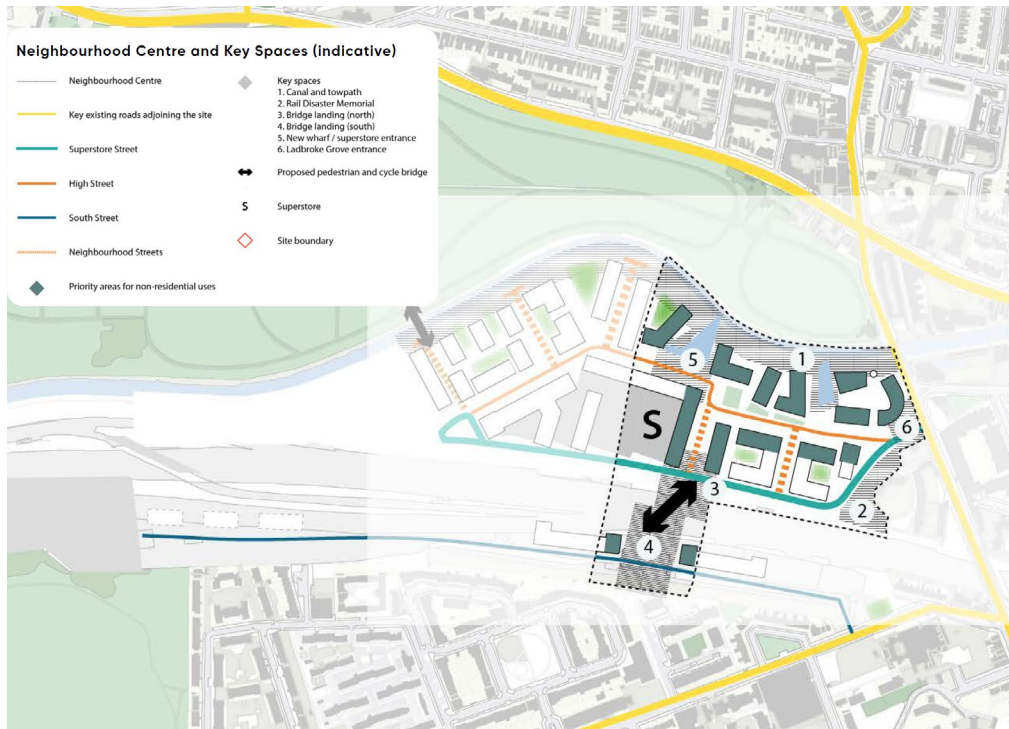 Neighbourhood Centre and Key Spaces (indicative)
Neighbourhood Centre
Key existing roads adjoining the site
Superstore Street
High Street
South Street
Neighbourhood Streets
Priority areas for non-residential uses
Key spaces
1. Canal and towpath
2. Rail Disaster Memorial
3. Bridge landing (north)
4. Bridge landing (south)
5. New wharf / superstore entrance
6. Ladbroke Grove entrance
Proposed pedestrian and cycle bridge
S Superstore
Site boundary
1
5
S
6
3
2
4